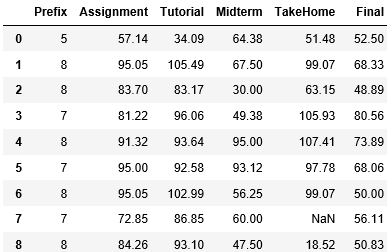 Prefix Assignment Tutorial Midterm TakeHome Final
0 5 57.14 34.09 64.38 51.48 52.50
1 8 95.05 105.49 67.50 99.07 68.33
2 8 83.70 83.17 30.00 63.15 48.89
3 7 81.22 96.06 49.38 105.93 80.56
4 8 91.32 93.64 95.00 107.41 73.89
5 7 95.00 92.58 93.12 97.78 68.06
6 8 95.05 102.99 56.25 99.07 50.00
7 7 72.85 86.85 60.00 NaN 56.11
8 8 84.26 93.10 47.50 18.52 50.83